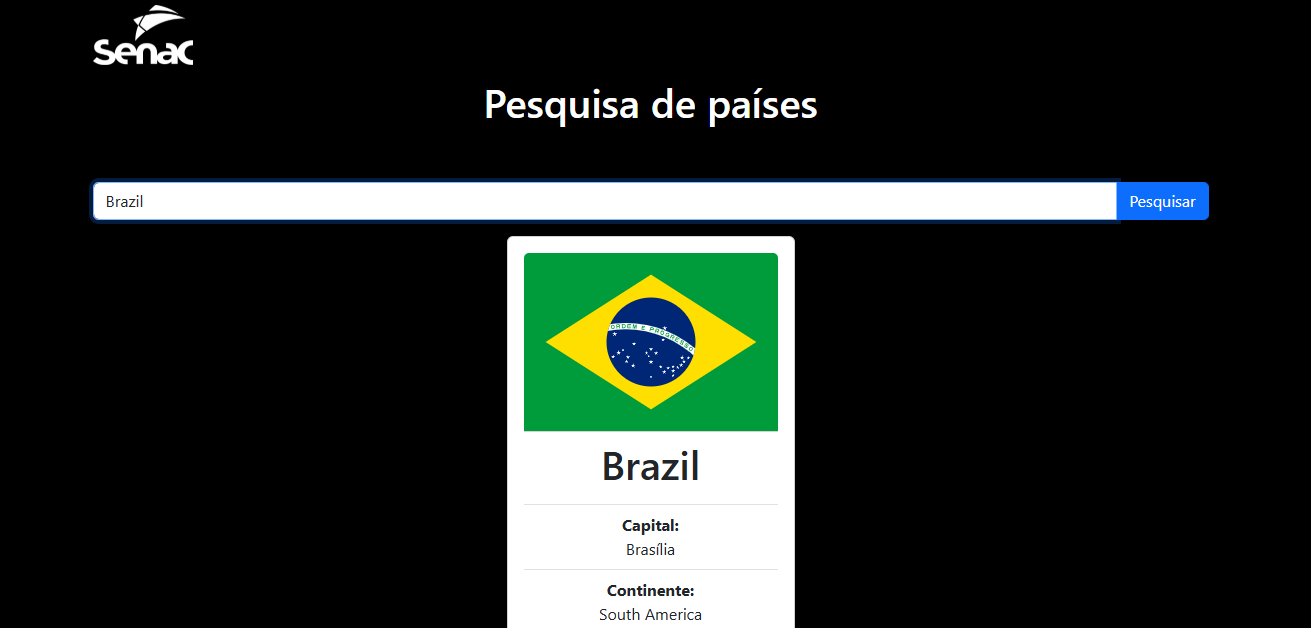 Senac
Pesquisa de países
Brazil
Pesquisar
ORDEM E PROGRESSO
Brazil
Capital:
Brasília
Continente:
South America